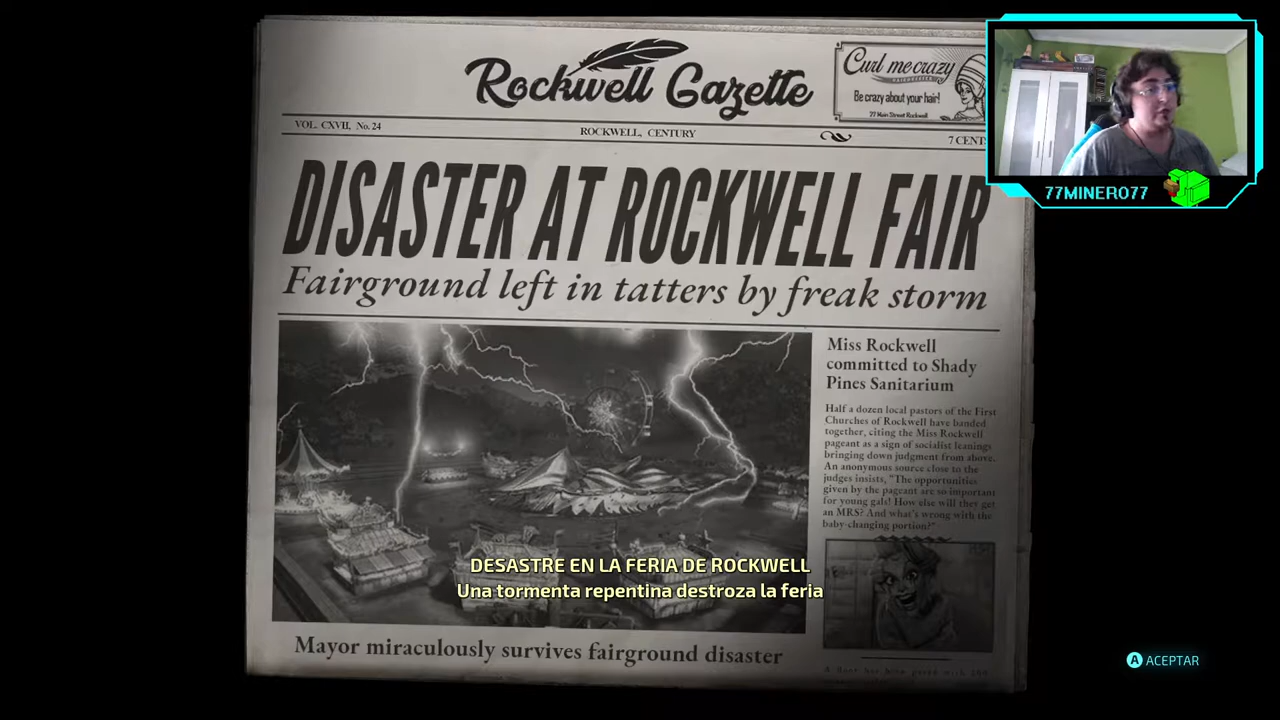 Rockwell Gazette
Curl me crazy
Be crazy about your hair!
27 Main Street Rockwell
VOL. CXVII, No. 24
ROCKWELL, CENTURY
7 CENT
77MINERO77
DISASTER AT ROCKWELL FAIR
Fairground left in tatters by freak storm
Miss Rockwell
committed to Shady
Pines Sanitarium
Half a dozen local pastors of the First
Churches of Rockwell have banded
together, citing the Miss Rockwell
pageant as a sign of socialist leanings
bringing down judgment from above.
An anonymous source close to the
judges insists, "The opportunities
given by the pageant are so important
for young gals! How else will they get
an MRS? And what's wrong with the
baby-changing portion?"
DESASTRE EN LA FERIA DE ROCKWELL
Una tormenta repentina destroza la feria
Mayor miraculously survives fairground disaster
A ACEPTAR